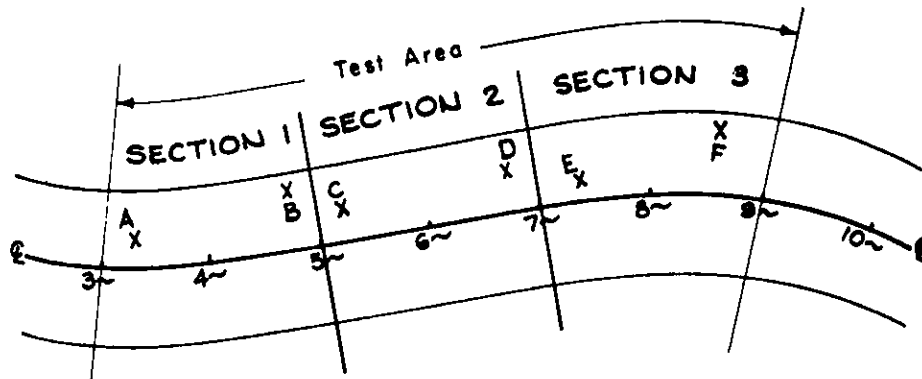 Test Area
SECTION 1
SECTION 2
SECTION 3
A
X
X
B
C
X
D
X
E
X
X
F
℄
3~
4~
5~
6~
7~
8~
9~
10~